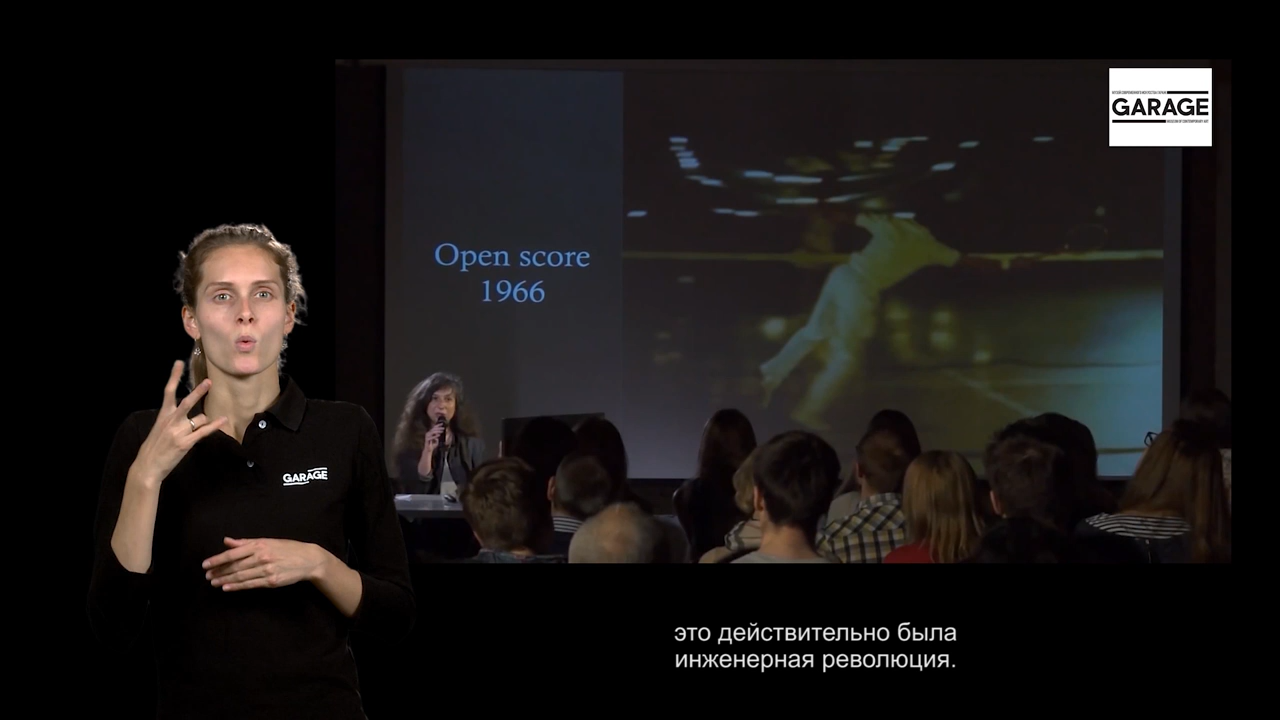 GARAGE
Open score
1966
GARAGE
это действительно была
инженерная революция.